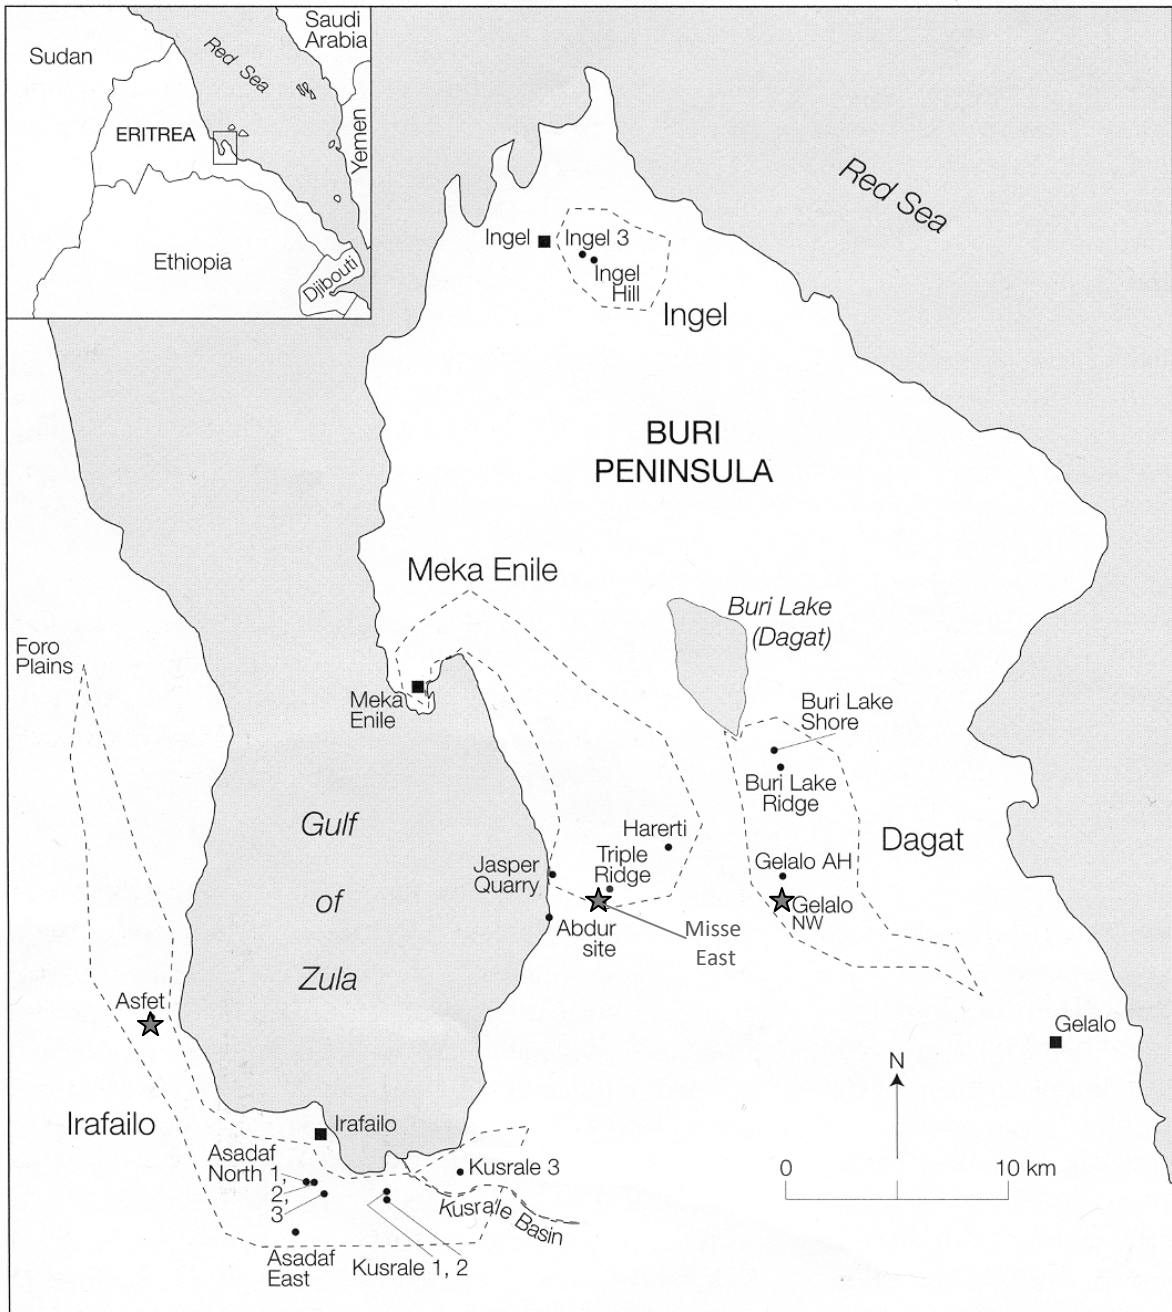 Saudi
Arabia
Sudan
Red Sea
ERITREA
Yemen
Ethiopia
Djibouti
Red Sea
Ingel
Ingel 3
Ingel
Hill
Ingel
BURI
PENINSULA
Meka Enile
Buri Lake
(Dagat)
Foro
Plains
Meka
Enile
Buri Lake
Shore
Buri Lake
Ridge
Gulf
of
Zula
Harerti
Triple
Ridge
Jasper
Quarry
Dagat
Gelalo AH
Gelalo
NW
Abdur
site
Misse
East
Asfet
Gelalo
N
Irafailo
Irafailo
Asadaf
North 1,
2,
3
Kusrale 3
0
10 km
Kusra'le Basin
Asadaf
East
Kusrale 1, 2